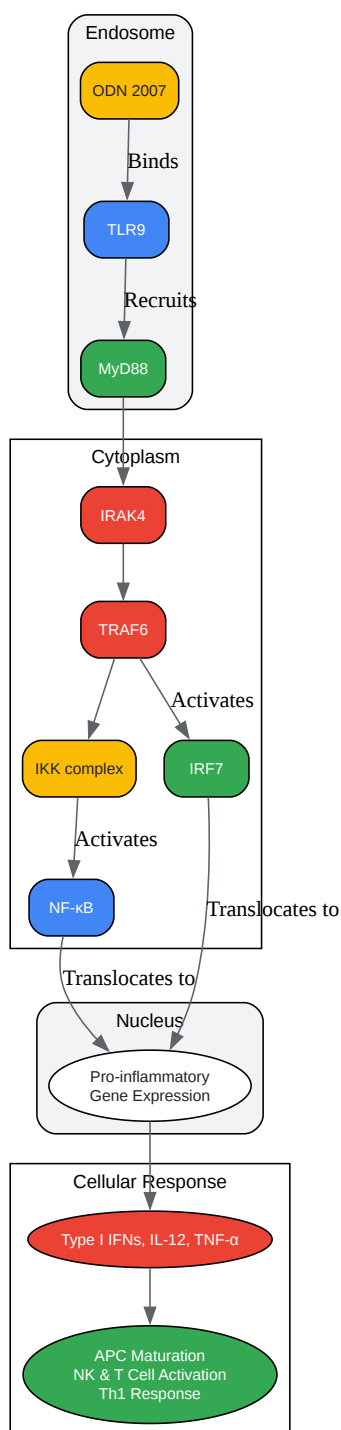 Endosome
ODN 2007
Binds
TLR9
Recruits
MyD88
Cytoplasm
IRAK4
TRAF6
Activates
IKK complex
IRF7
Activates
NF-κB
Translocates to
Translocates to
Nucleus
Pro-inflammatory
Gene Expression
Cellular Response
Type I IFNs, IL-12, TNF-α
APC Maturation
NK & T Cell Activation
Th1 Response